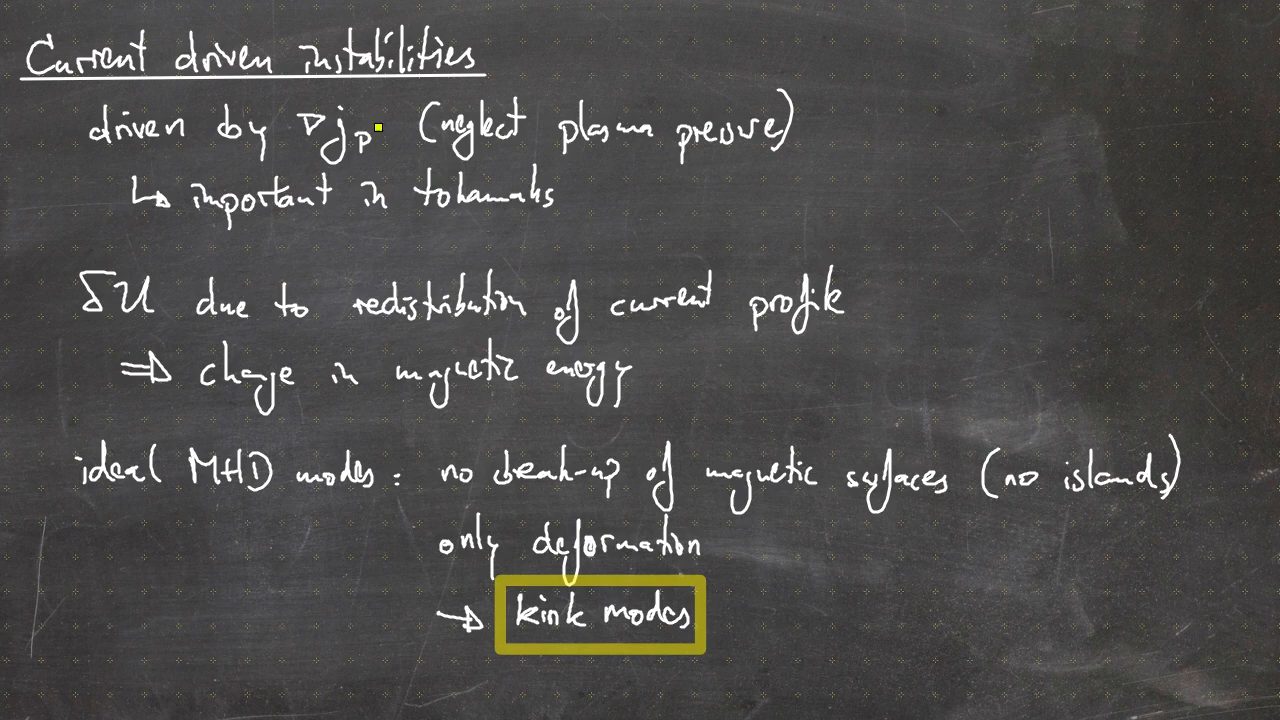 Current driven instabilities
driven by ∇jp (neglect plasma pressure)
↳ important in tokamaks
δU due to redistribution of current profile
⇒ change in magnetic energy
ideal MHD modes: no break-up of magnetic surfaces (no islands)
only deformation
→ kink modes